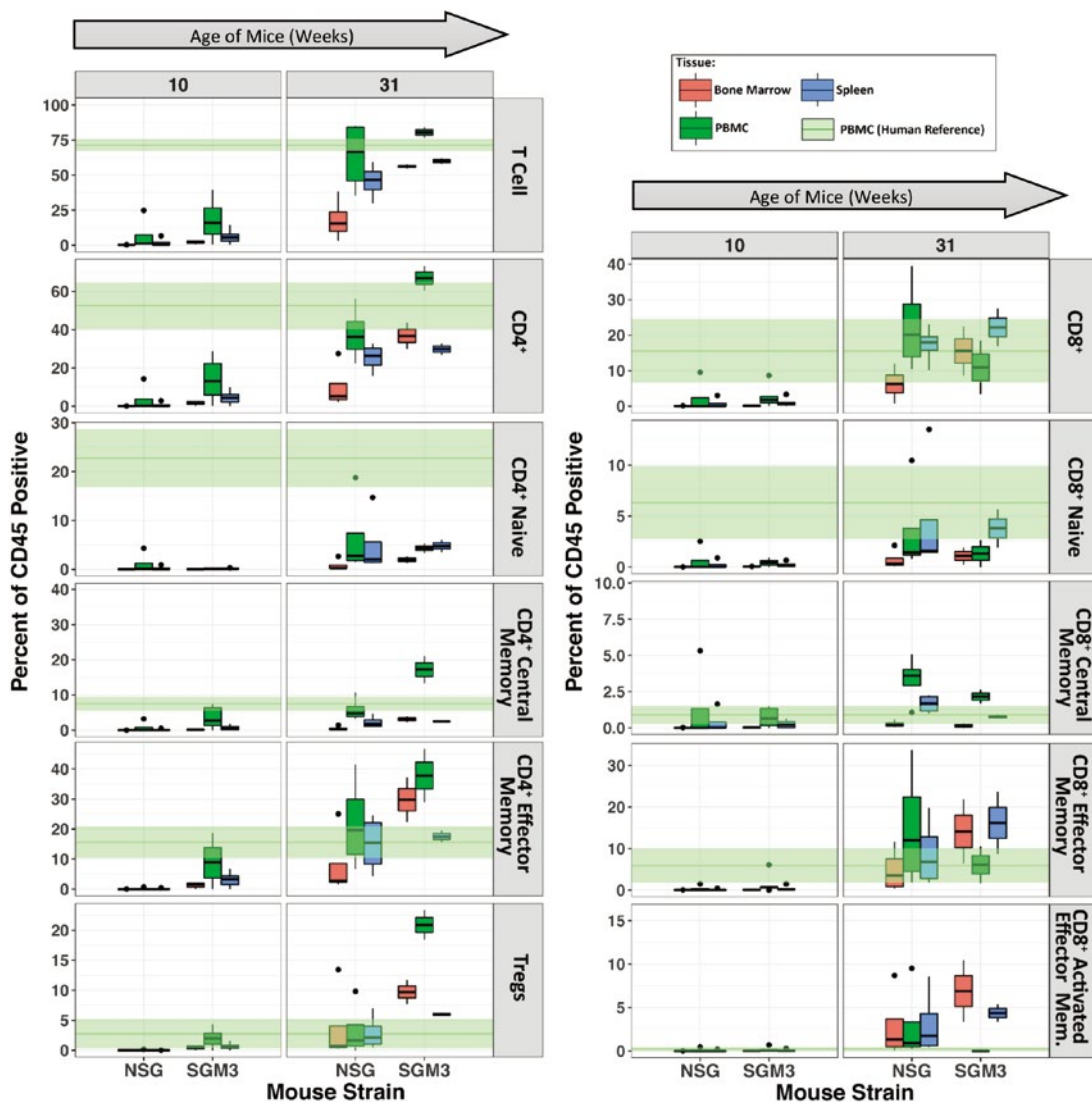 Age of Mice (Weeks)
10
31
100
75
50
25
0
T Cell
60
40
20
0
CD4⁺
30
20
10
0
CD4⁺ Naive
40
30
20
10
0
CD4⁺ Central
Memory
40
30
20
10
0
CD4⁺ Effector
Memory
20
15
10
5
0
Tregs
Percent of CD45 Positive
NSG
SGM3
NSG
SGM3
Mouse Strain
Tissue:
Bone Marrow
Spleen
PBMC
PBMC (Human Reference)
Age of Mice (Weeks)
10
31
40
30
20
10
0
CD8⁺
10
5
0
CD8⁺ Naive
10.0
7.5
5.0
2.5
0.0
CD8⁺ Central
Memory
30
20
10
0
CD8⁺ Effector
Memory
15
10
5
0
CD8⁺ Activated
Effector Mem.
Percent of CD45 Positive
NSG
SGM3
NSG
SGM3
Mouse Strain